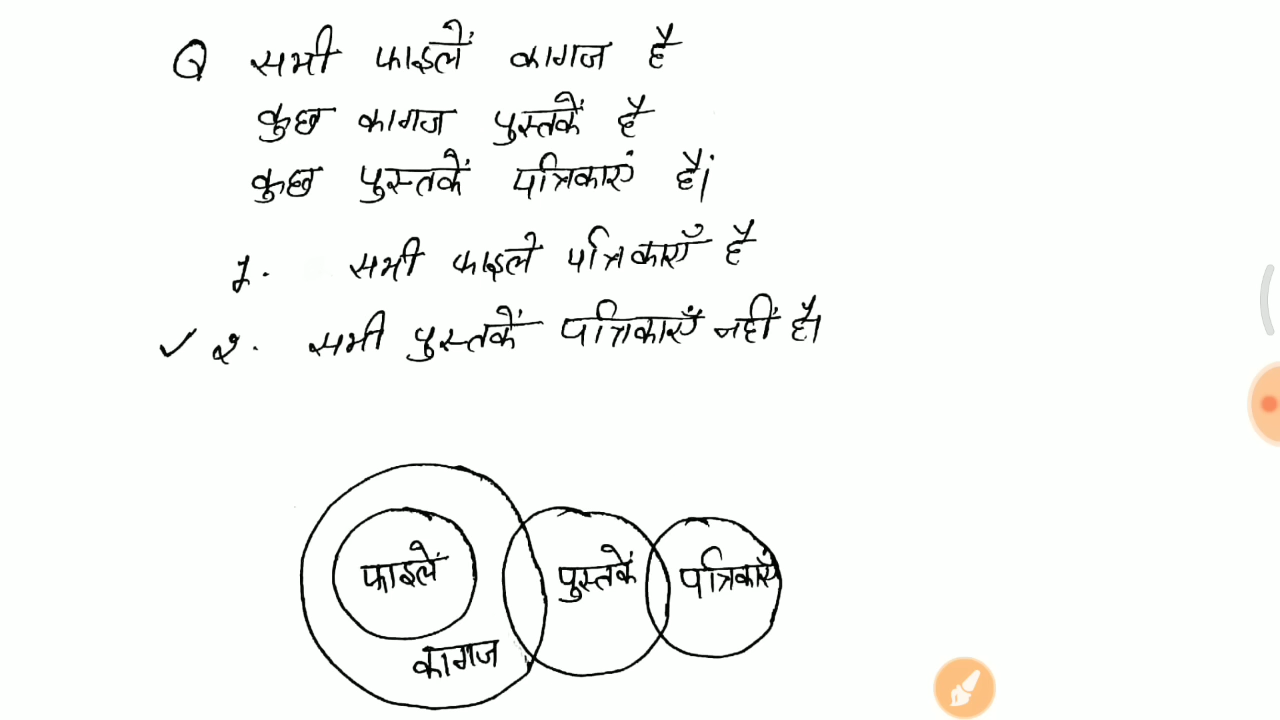 Q सभी फाइलें कागज है
कुछ कागज पुस्तकें है
कुछ पुस्तकें पत्रिकाएं है।
1. सभी फाइले पत्रिकाएँ है
✓ २. सभी पुस्तकें पत्रिकाएँ नहीं है।
फाइलें पुस्तकें पत्रिकाएँ
कागज